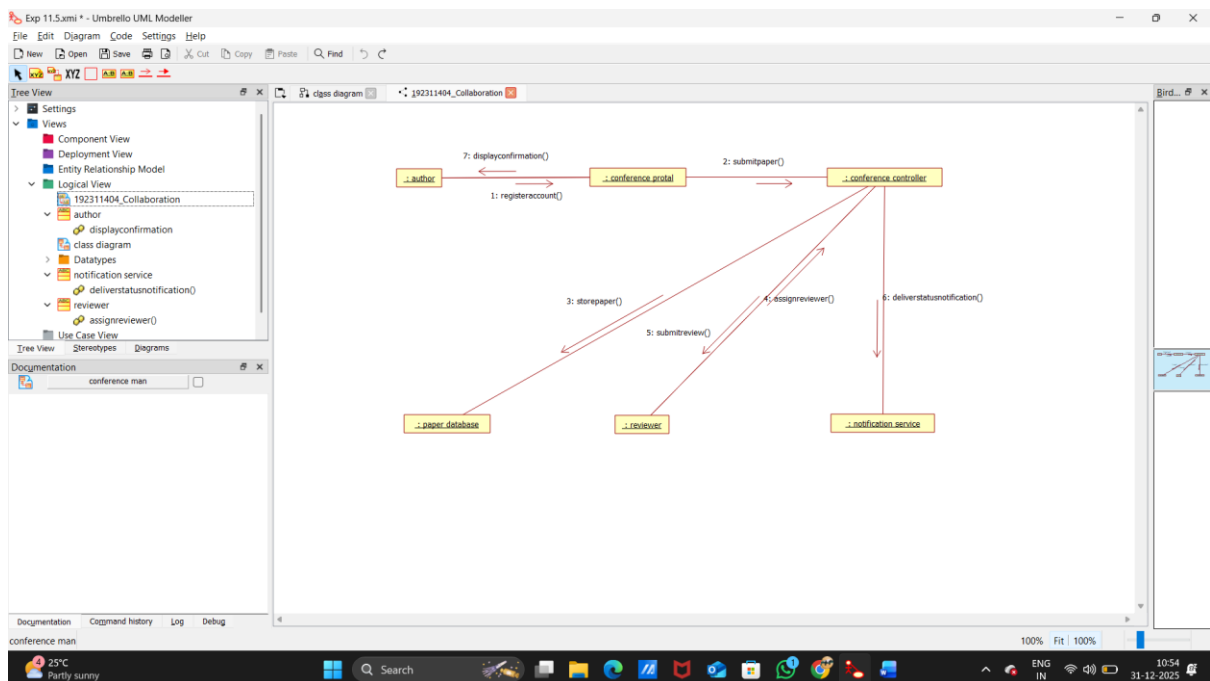 Exp 11.5.xmi * - Umbrello UML Modeller
File Edit Diagram Code Settings Help
New Open Save Cut Copy Paste Find
XYZ XYZ A:B A:B
Tree View
class diagram
192311404_Collaboration
Bird...
Settings
Views
Component View
Deployment View
Entity Relationship Model
Logical View
192311404_Collaboration
author
displayconfirmation
class diagram
Datatypes
notification service
deliverstatusnotification()
reviewer
assignreviewer()
Use Case View
Tree View Stereotypes Diagrams
Documentation
conference man
7: displayconfirmation()
2: submitpaper()
: author
: conference protal
: conference controller
1: registeraccount()
3: storepaper()
4: assignreviewer()
6: deliverstatusnotification()
5: submitreview()
: paper database
: reviewer
: notification service
Documentation Command history Log Debug
conference man
100% Fit 100%
4
25°C
Partly sunny
Search
1
ENG
IN
10:54
31-12-2025